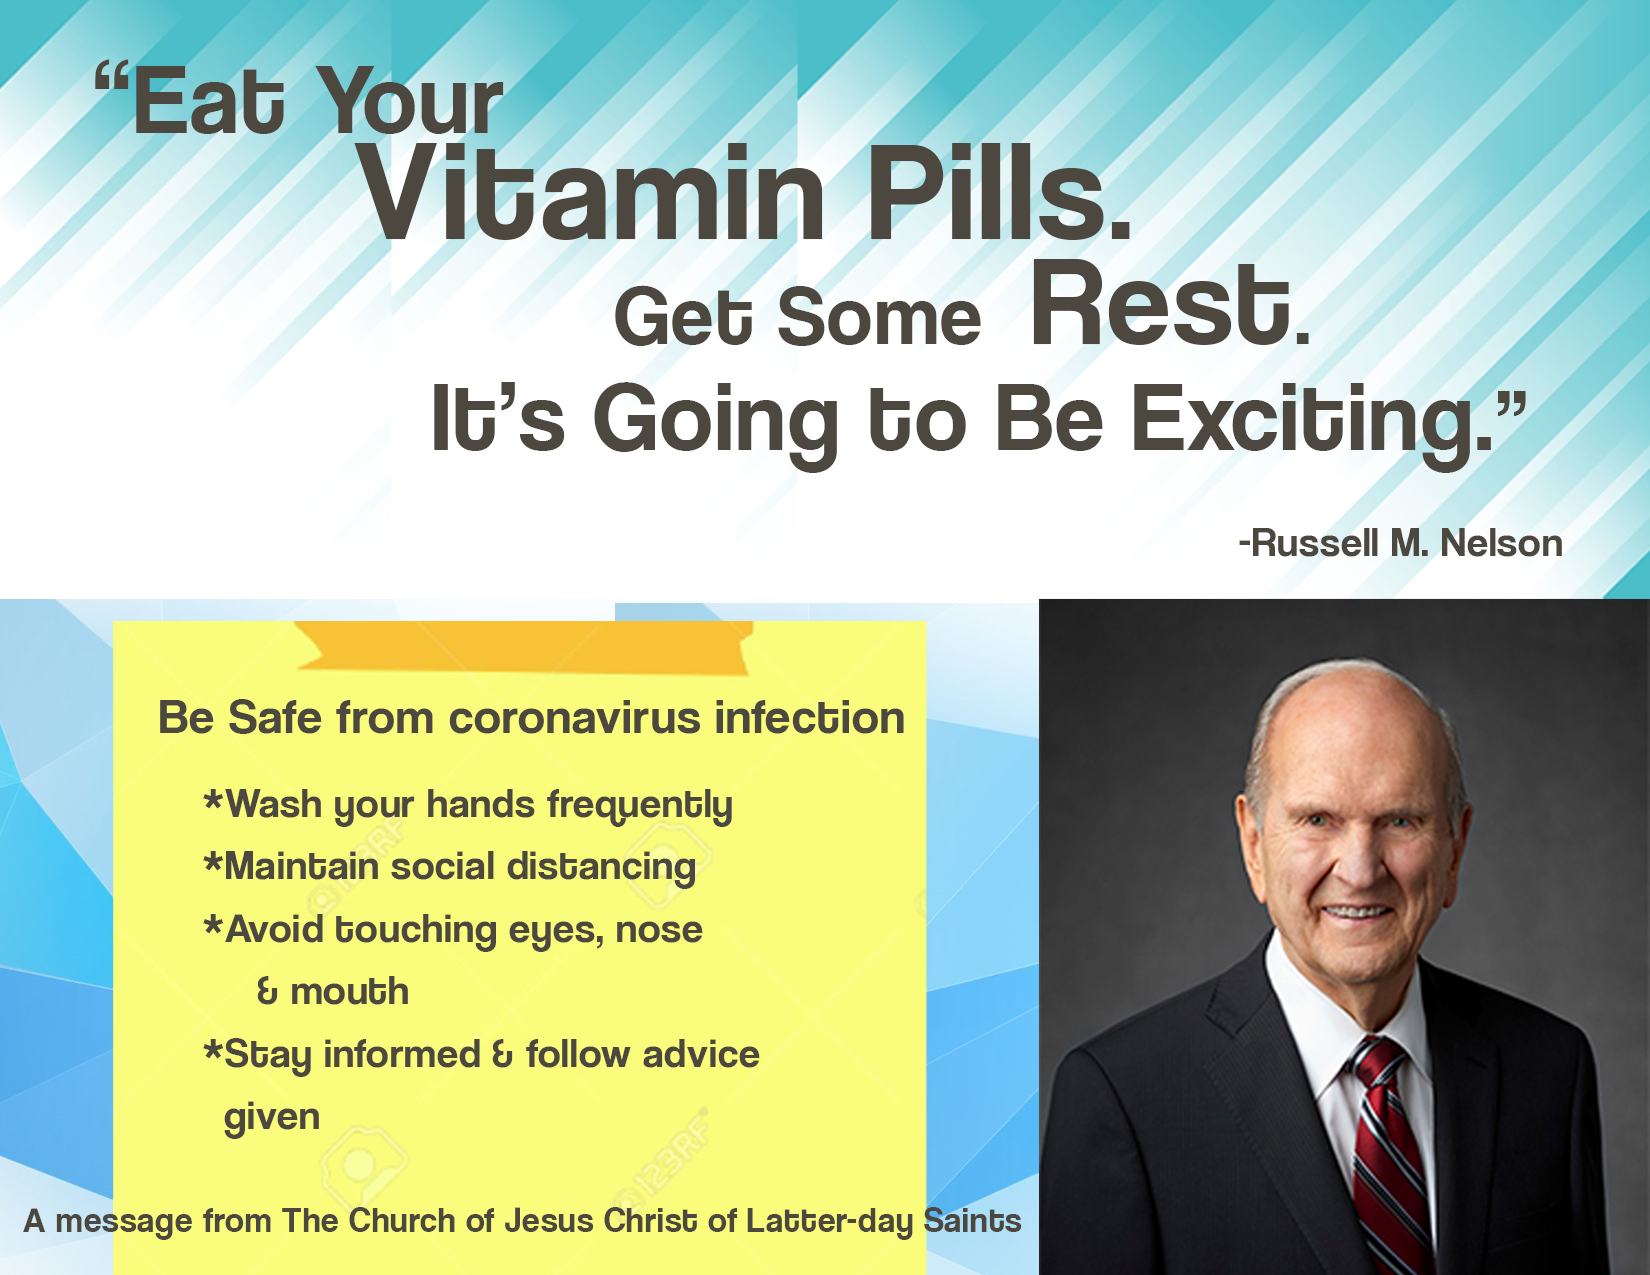 “Eat Your
Vitamin Pills.
Get Some Rest.
It’s Going to Be Exciting.”
-Russell M. Nelson
Be Safe from coronavirus infection
*Wash your hands frequently
*Maintain social distancing
*Avoid touching eyes, nose
& mouth
*Stay informed & follow advice
given
123RF
123RF
A message from The Church of Jesus Christ of Latter-day Saints